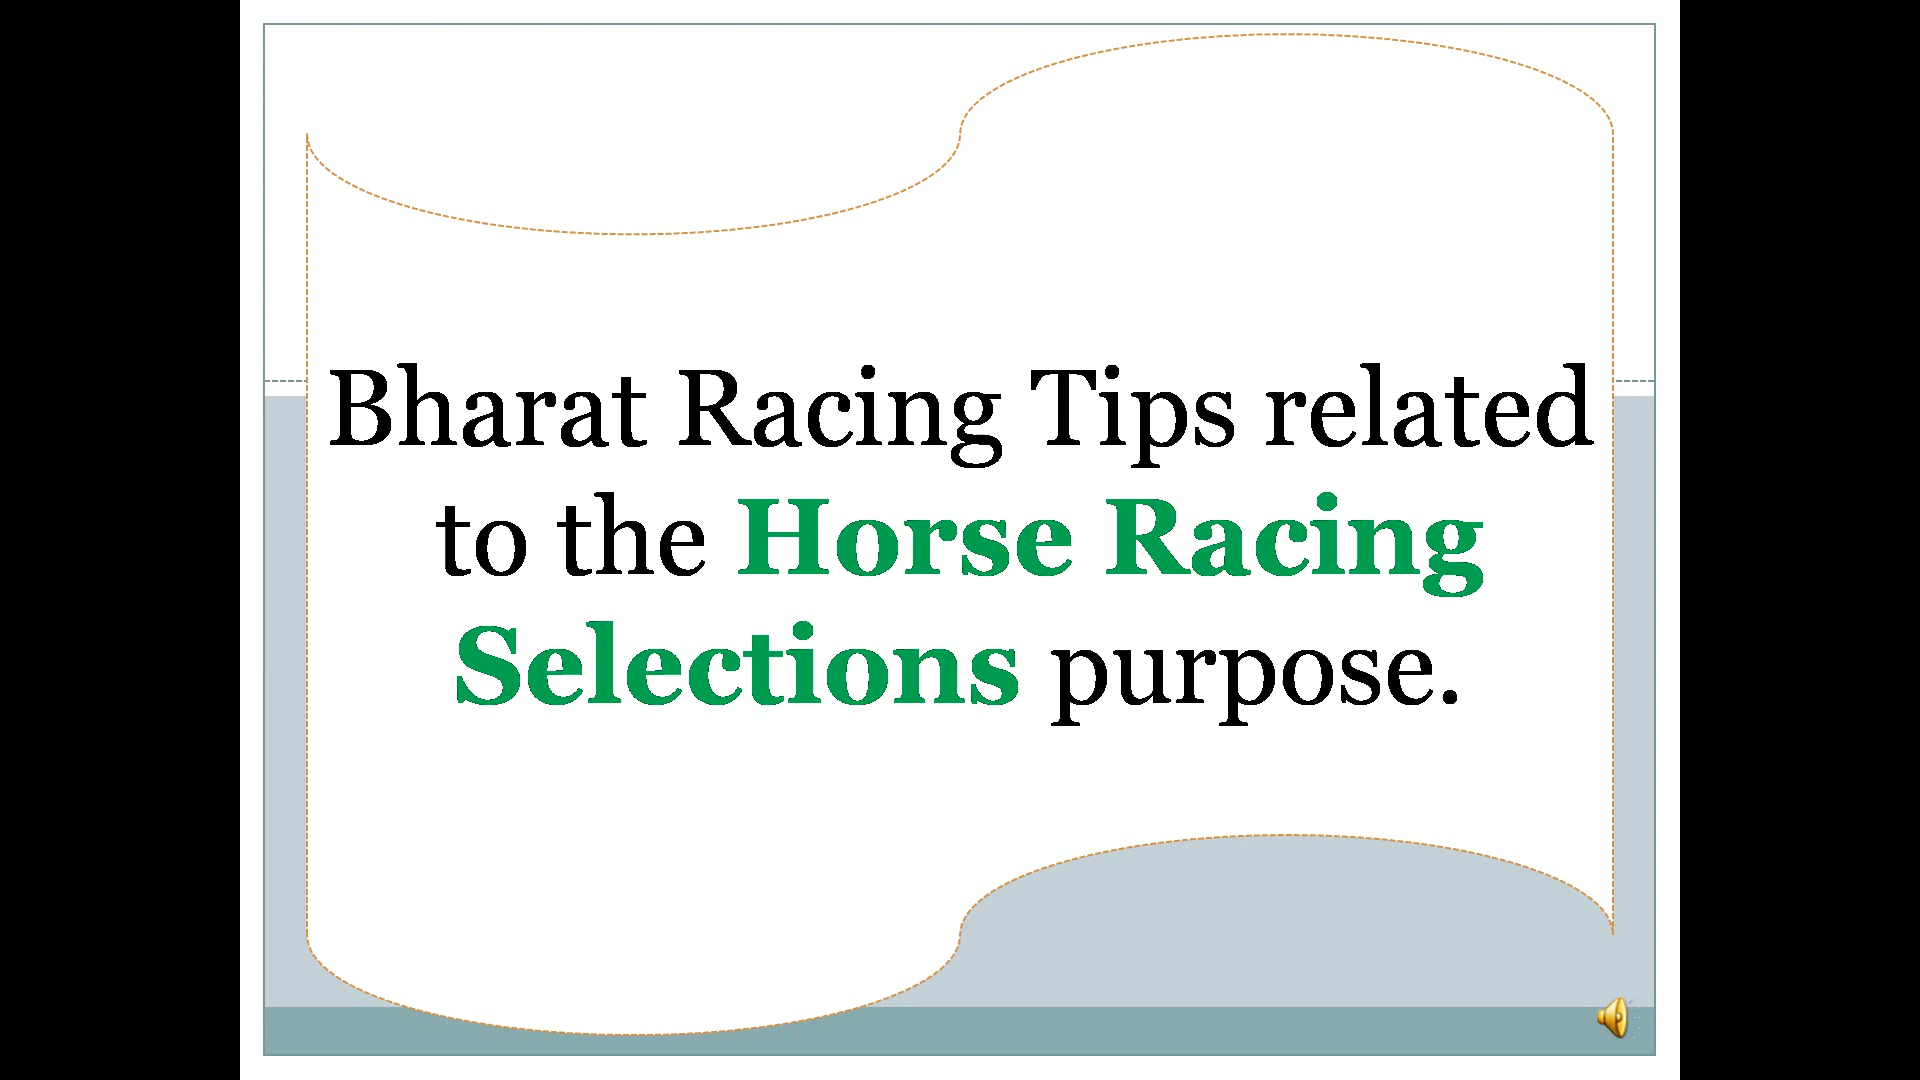 Bharat Racing Tips related
to the Horse Racing
Selections purpose.